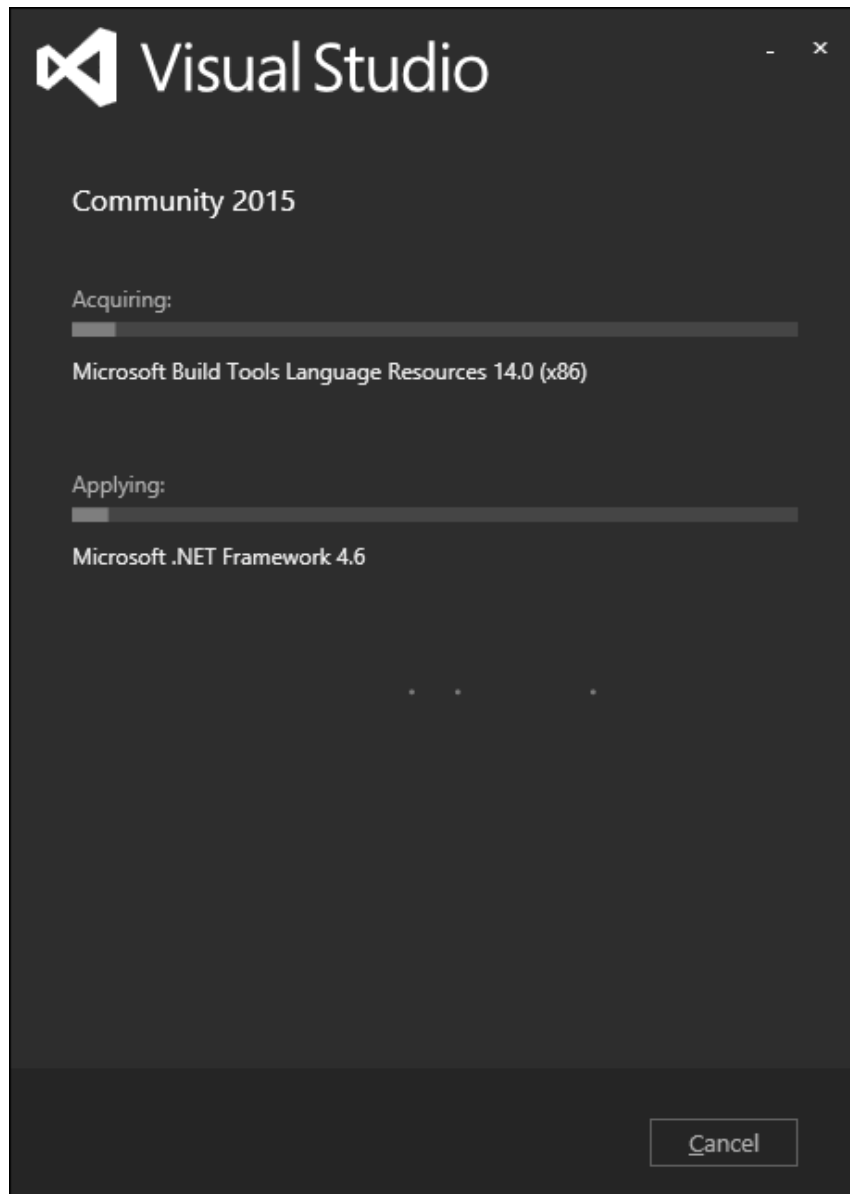 Visual Studio
Community 2015
Acquiring:
Microsoft Build Tools Language Resources 14.0 (x86)
Applying:
Microsoft .NET Framework 4.6
Cancel